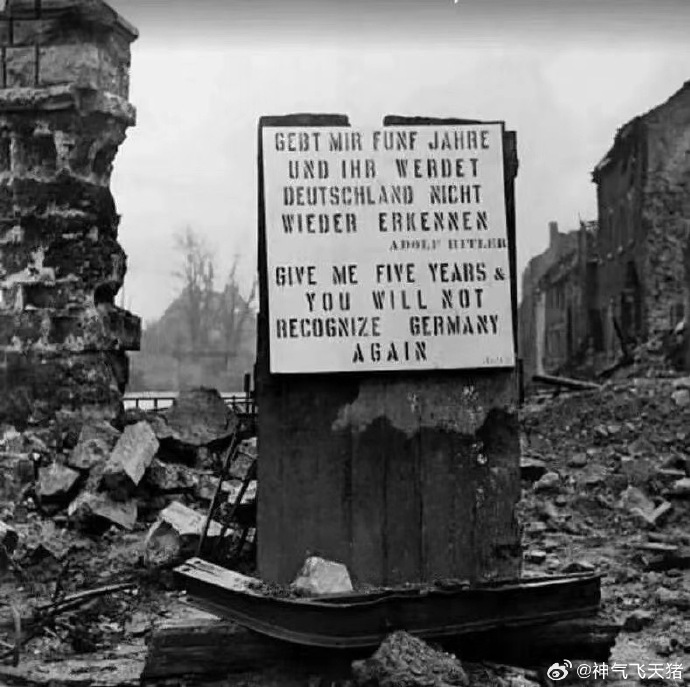 GEBT MIR FUNF JAHRE
UND IHR WERDET
DEUTSCHLAND NICHT
WIEDER ERKENNEN
ADOLF HITLER
GIVE ME FIVE YEARS &
YOU WILL NOT
RECOGNIZE GERMANY
AGAIN
@神气飞天猪